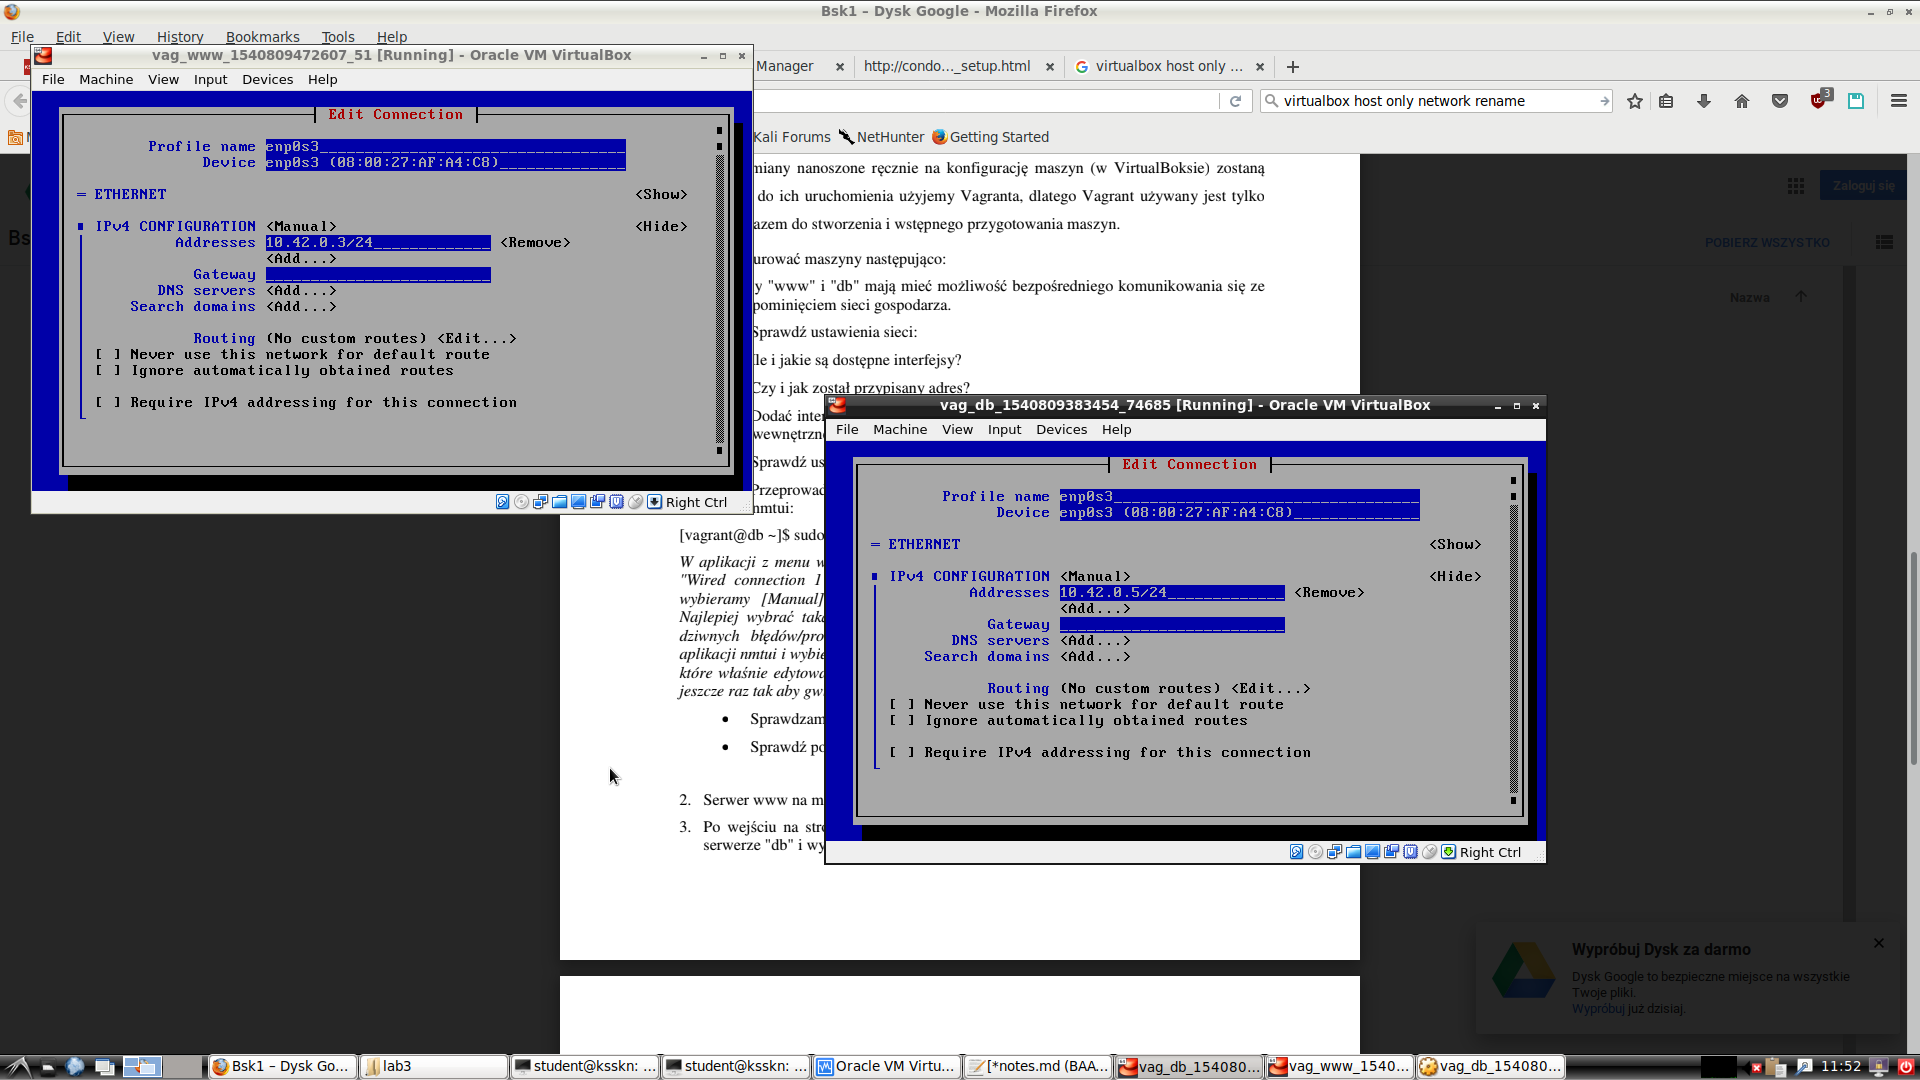 Bsk1 – Dysk Google - Mozilla Firefox
File Edit View History Bookmarks Tools Help
Manager
http://condo..._setup.html
virtualbox host only ...
virtualbox host only network rename
3
Kali Forums
NetHunter
Getting Started
vag_www_1540809472607_51 [Running] - Oracle VM VirtualBox
File Machine View Input Devices Help
Edit Connection
Profile name enp0s3
Device enp0s3 (08:00:27:AF:A4:C8)
= ETHERNET <Show>
IPv4 CONFIGURATION <Manual> <Hide>
Addresses 10.42.0.3/24 <Remove>
<Add...>
Gateway
DNS servers <Add...>
Search domains <Add...>
Routing (No custom routes) <Edit...>
[ ] Never use this network for default route
[ ] Ignore automatically obtained routes
[ ] Require IPv4 addressing for this connection
Right Ctrl
miany nanoszone ręcznie na konfigurację maszyn (w VirtualBoksie) zostaną
do ich uruchomienia użyjemy Vagranta, dlatego Vagrant używany jest tylko
azem do stworzenia i wstępnego przygotowania maszyn.
urować maszyny następująco:
y "www" i "db" mają mieć możliwość bezpośredniego komunikowania się ze
pominięciem sieci gospodarza.
Sprawdź ustawienia sieci:
Ile i jakie są dostępne interfejsy?
Czy i jak został przypisany adres?
Dodać inter
wewnętrzne
Sprawdź us
Przeprowad
nmtui:
[vagrant@db ~]$ sudo
W aplikacji z menu w
"Wired connection 1
wybieramy [Manual]
Najlepiej wybrać taką
dziwnych błędów/pro
aplikacji nmtui i wybie
które właśnie edytowa
jeszcze raz tak aby gw
• Sprawdzam
• Sprawdź po
2. Serwer www na m
3. Po wejściu na stro
serwerze "db" i wy
vag_db_1540809383454_74685 [Running] - Oracle VM VirtualBox
File Machine View Input Devices Help
Edit Connection
Profile name enp0s3
Device enp0s3 (08:00:27:AF:A4:C8)
= ETHERNET <Show>
IPv4 CONFIGURATION <Manual> <Hide>
Addresses 10.42.0.5/24 <Remove>
<Add...>
Gateway
DNS servers <Add...>
Search domains <Add...>
Routing (No custom routes) <Edit...>
[ ] Never use this network for default route
[ ] Ignore automatically obtained routes
[ ] Require IPv4 addressing for this connection
Right Ctrl
Bs
Zaloguj się
POBIERZ WSZYSTKO
Nazwa
Wypróbuj Dysk za darmo
Dysk Google to bezpieczne miejsce na wszystkie
Twoje pliki.
Wypróbuj już dzisiaj.
Bsk1 – Dysk Go...
lab3
student@ksskn: ...
student@ksskn: ...
Oracle VM Virtu...
[*notes.md (BAA...
vag_db_154080...
vag_www_1540...
vag_db_154080...
11:52